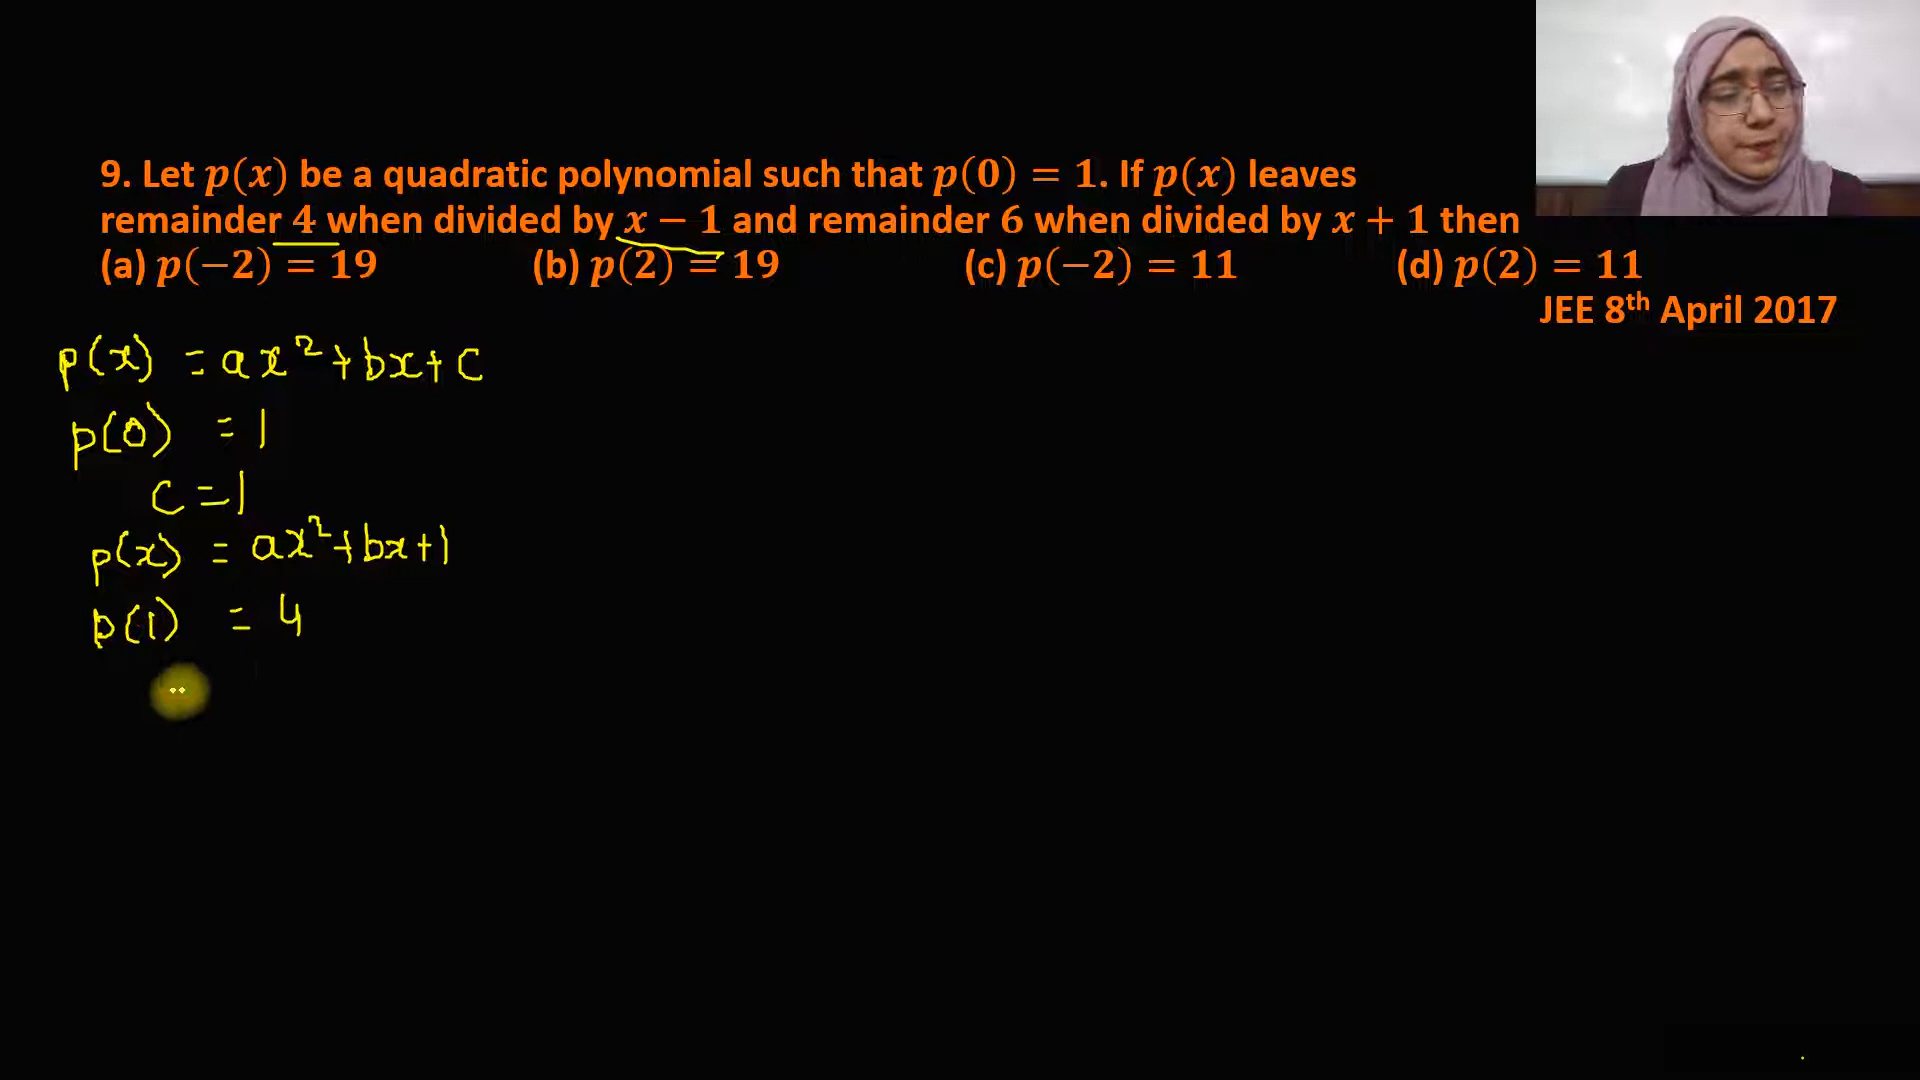 9. Let p(x) be a quadratic polynomial such that p(0) = 1. If p(x) leaves
remainder 4 when divided by x − 1 and remainder 6 when divided by x + 1 then
(a) p(−2) = 19 (b) p(2) = 19 (c) p(−2) = 11 (d) p(2) = 11
JEE 8th April 2017
p(x) = ax² + bx + c
p(0) = 1
c = 1
p(x) = ax² + bx + 1
p(1) = 4